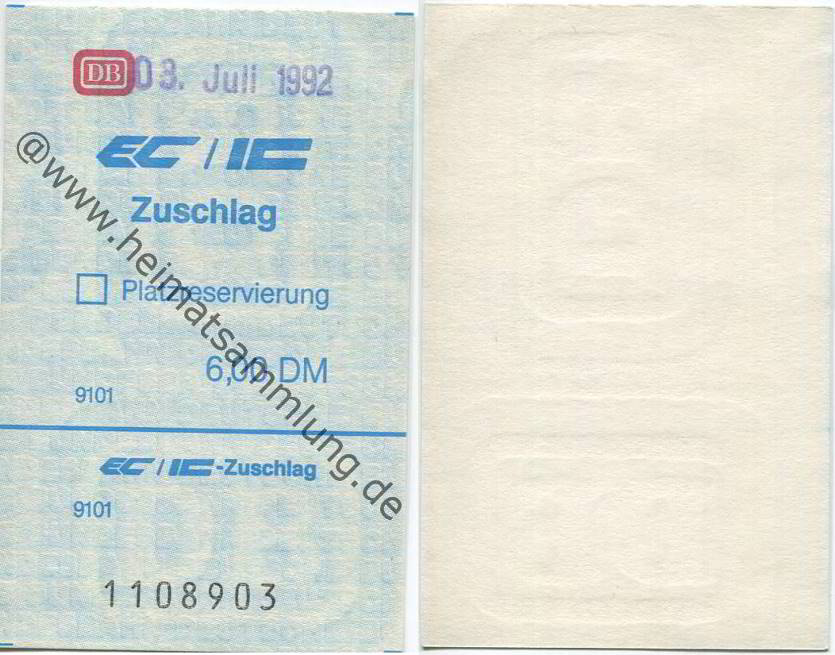 DB 03. Juli 1992
EC / IC
Zuschlag
Platzreservierung
6,00 DM
9101
EC / IC-Zuschlag
9101
1108903
@www.heimatsammlung.de